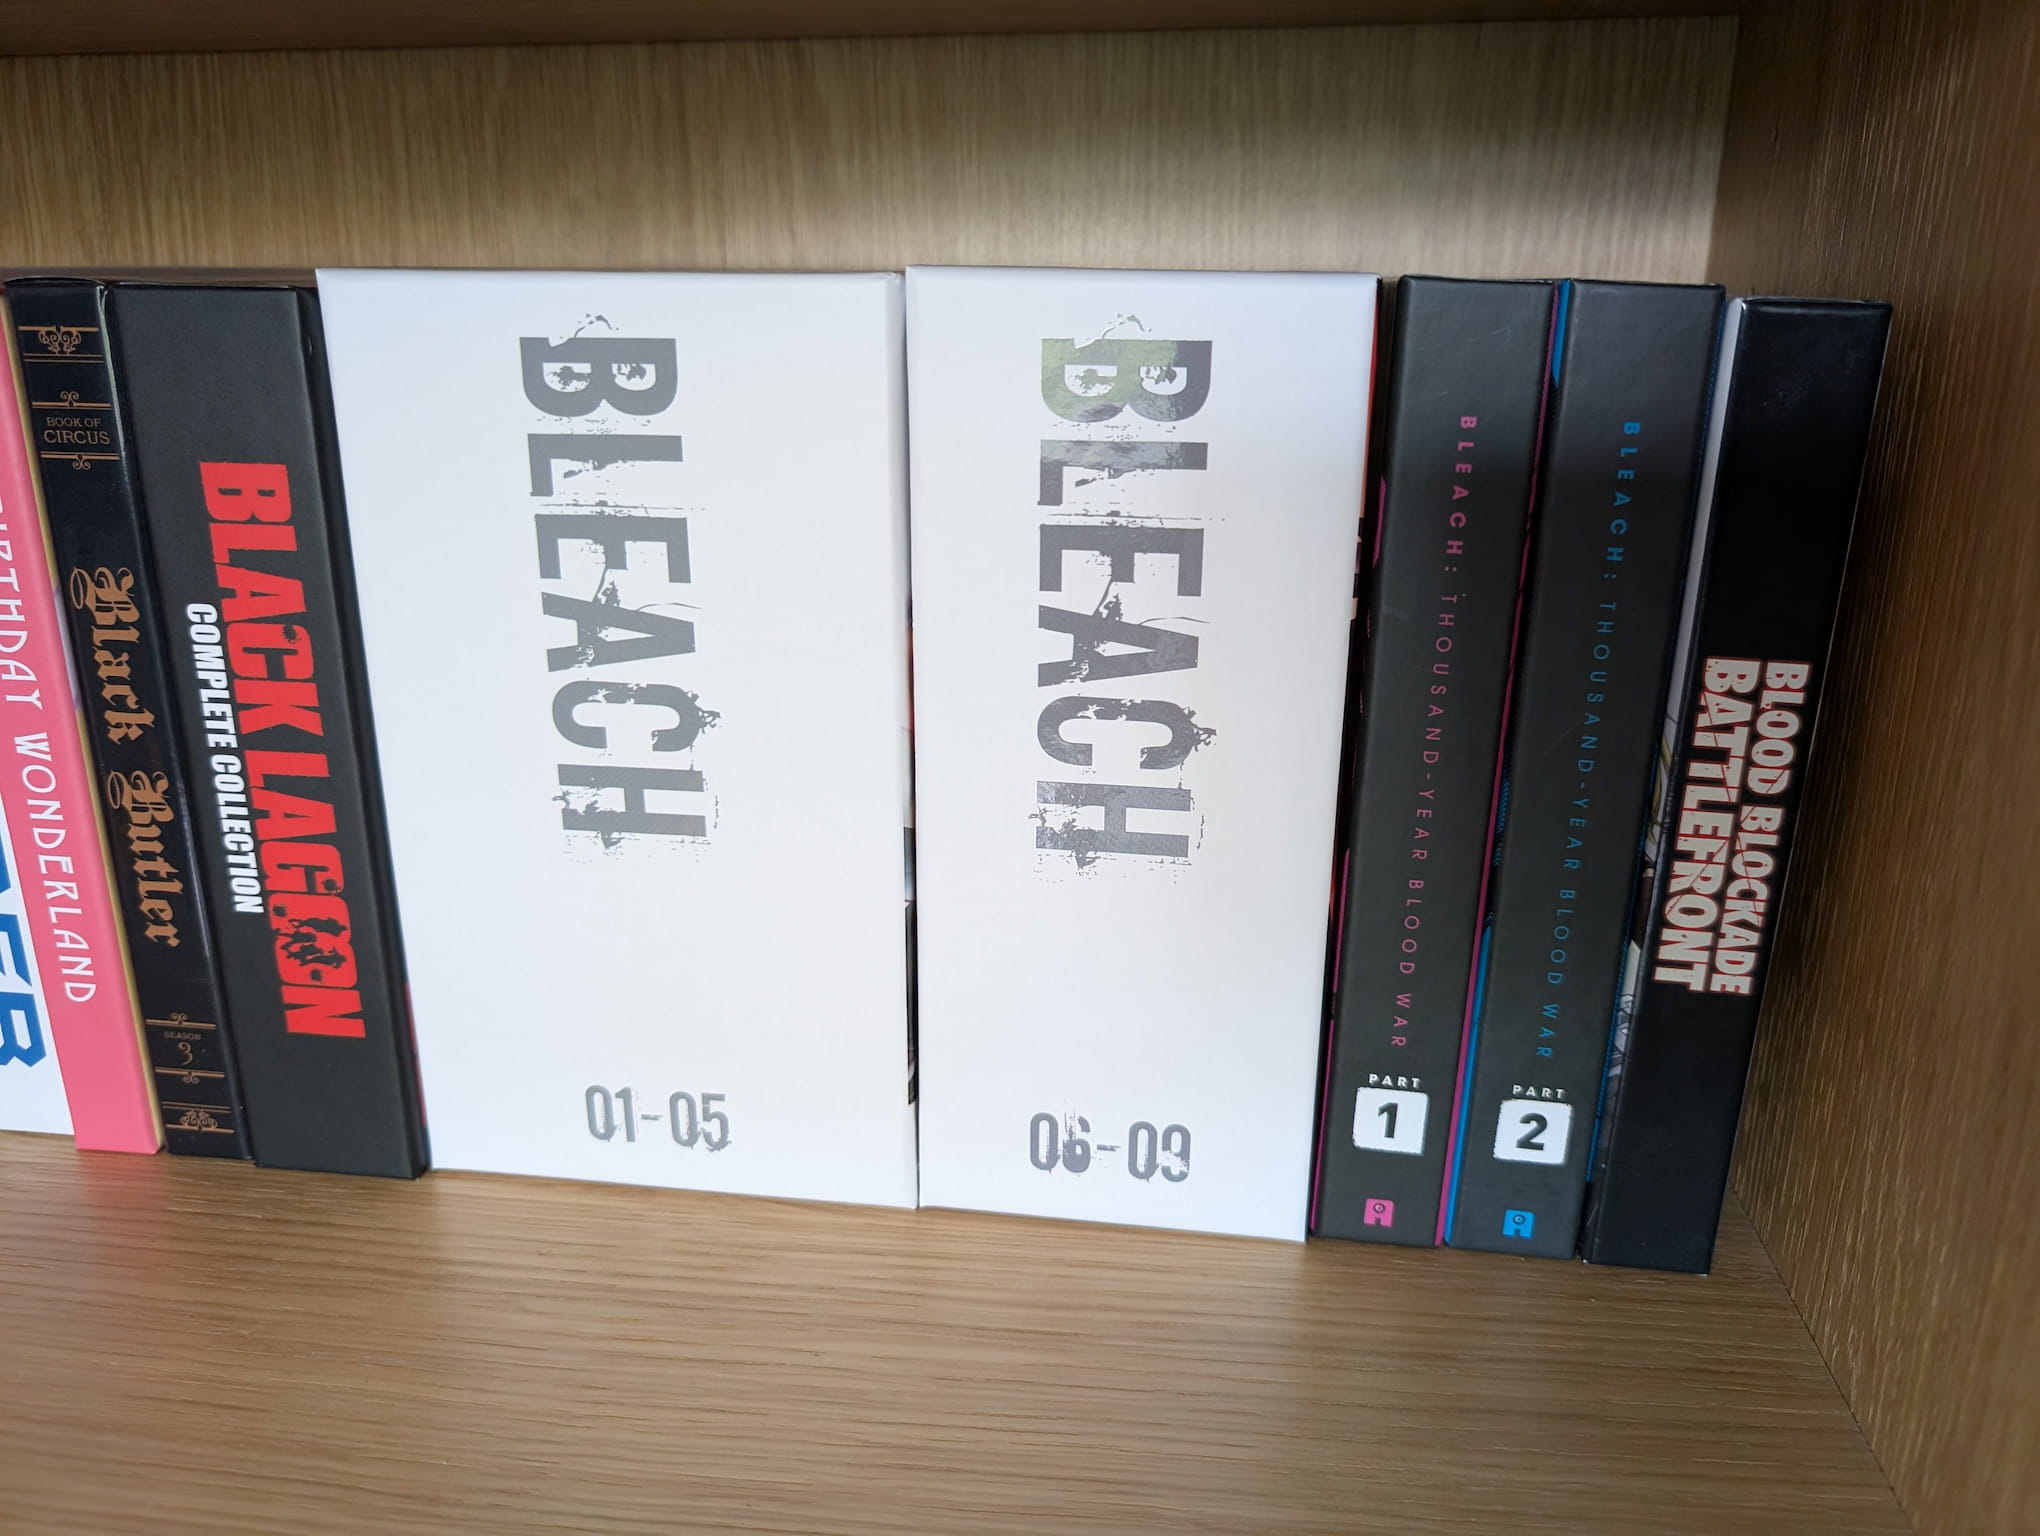 BIRTHDAY WONDERLAND
BOOK OF
CIRCUS
Black Butler
SEASON
3
BLACK LAGOON
COMPLETE COLLECTION
BLEACH
01-05
BLEACH
06-09
BLEACH: THOUSAND-YEAR BLOOD WAR
PART
1
BLEACH: THOUSAND-YEAR BLOOD WAR
PART
2
BLOOD BLOCKADE
BATTLEFRONT